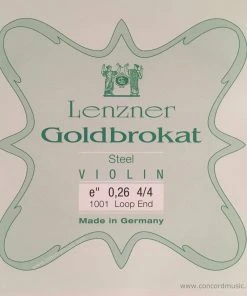 Lenzner
Goldbrokat
Steel
VIOLIN
e" 0,26 4/4
1001 Loop End
Made in Germany
www.concordmusic.